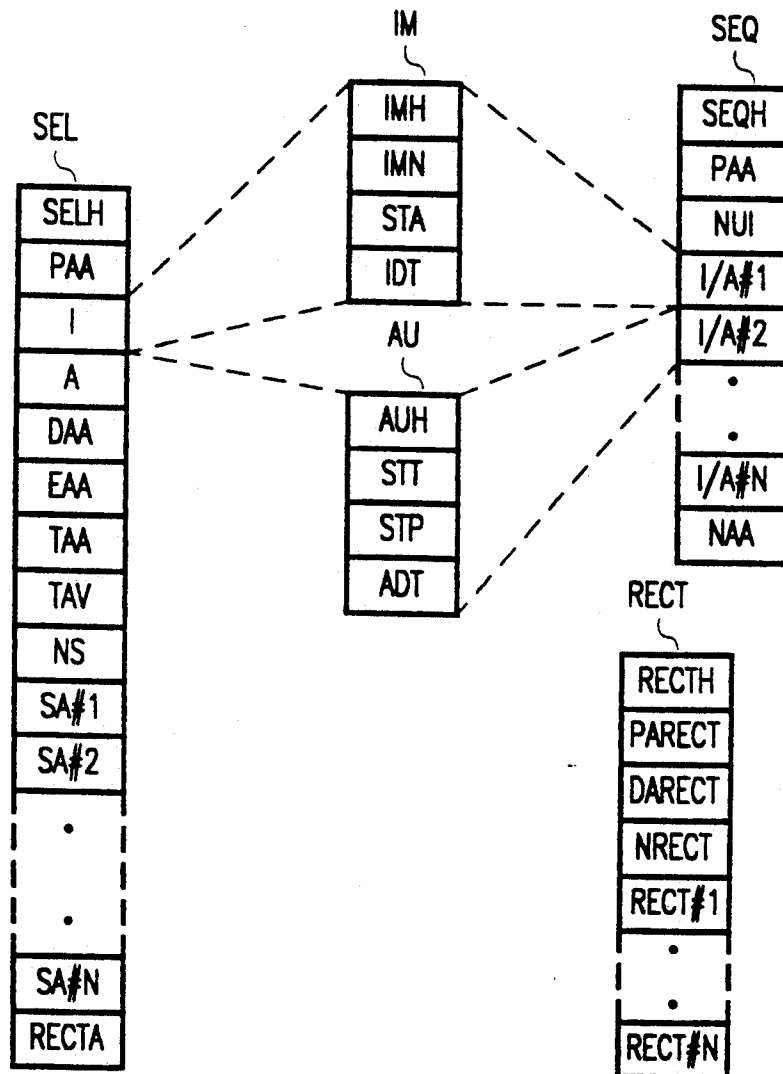 SEL
SELH
PAA
I
A
DAA
EAA
TAA
TAV
NS
SA#1
SA#2
SA#N
RECTA
IM
IMH
IMN
STA
IDT
AU
AUH
STT
STP
ADT
SEQ
SEQH
PAA
NUI
I/A#1
I/A#2
I/A#N
NAA
RECT
RECTH
PARECT
DARECT
NRECT
RECT#1
RECT#N